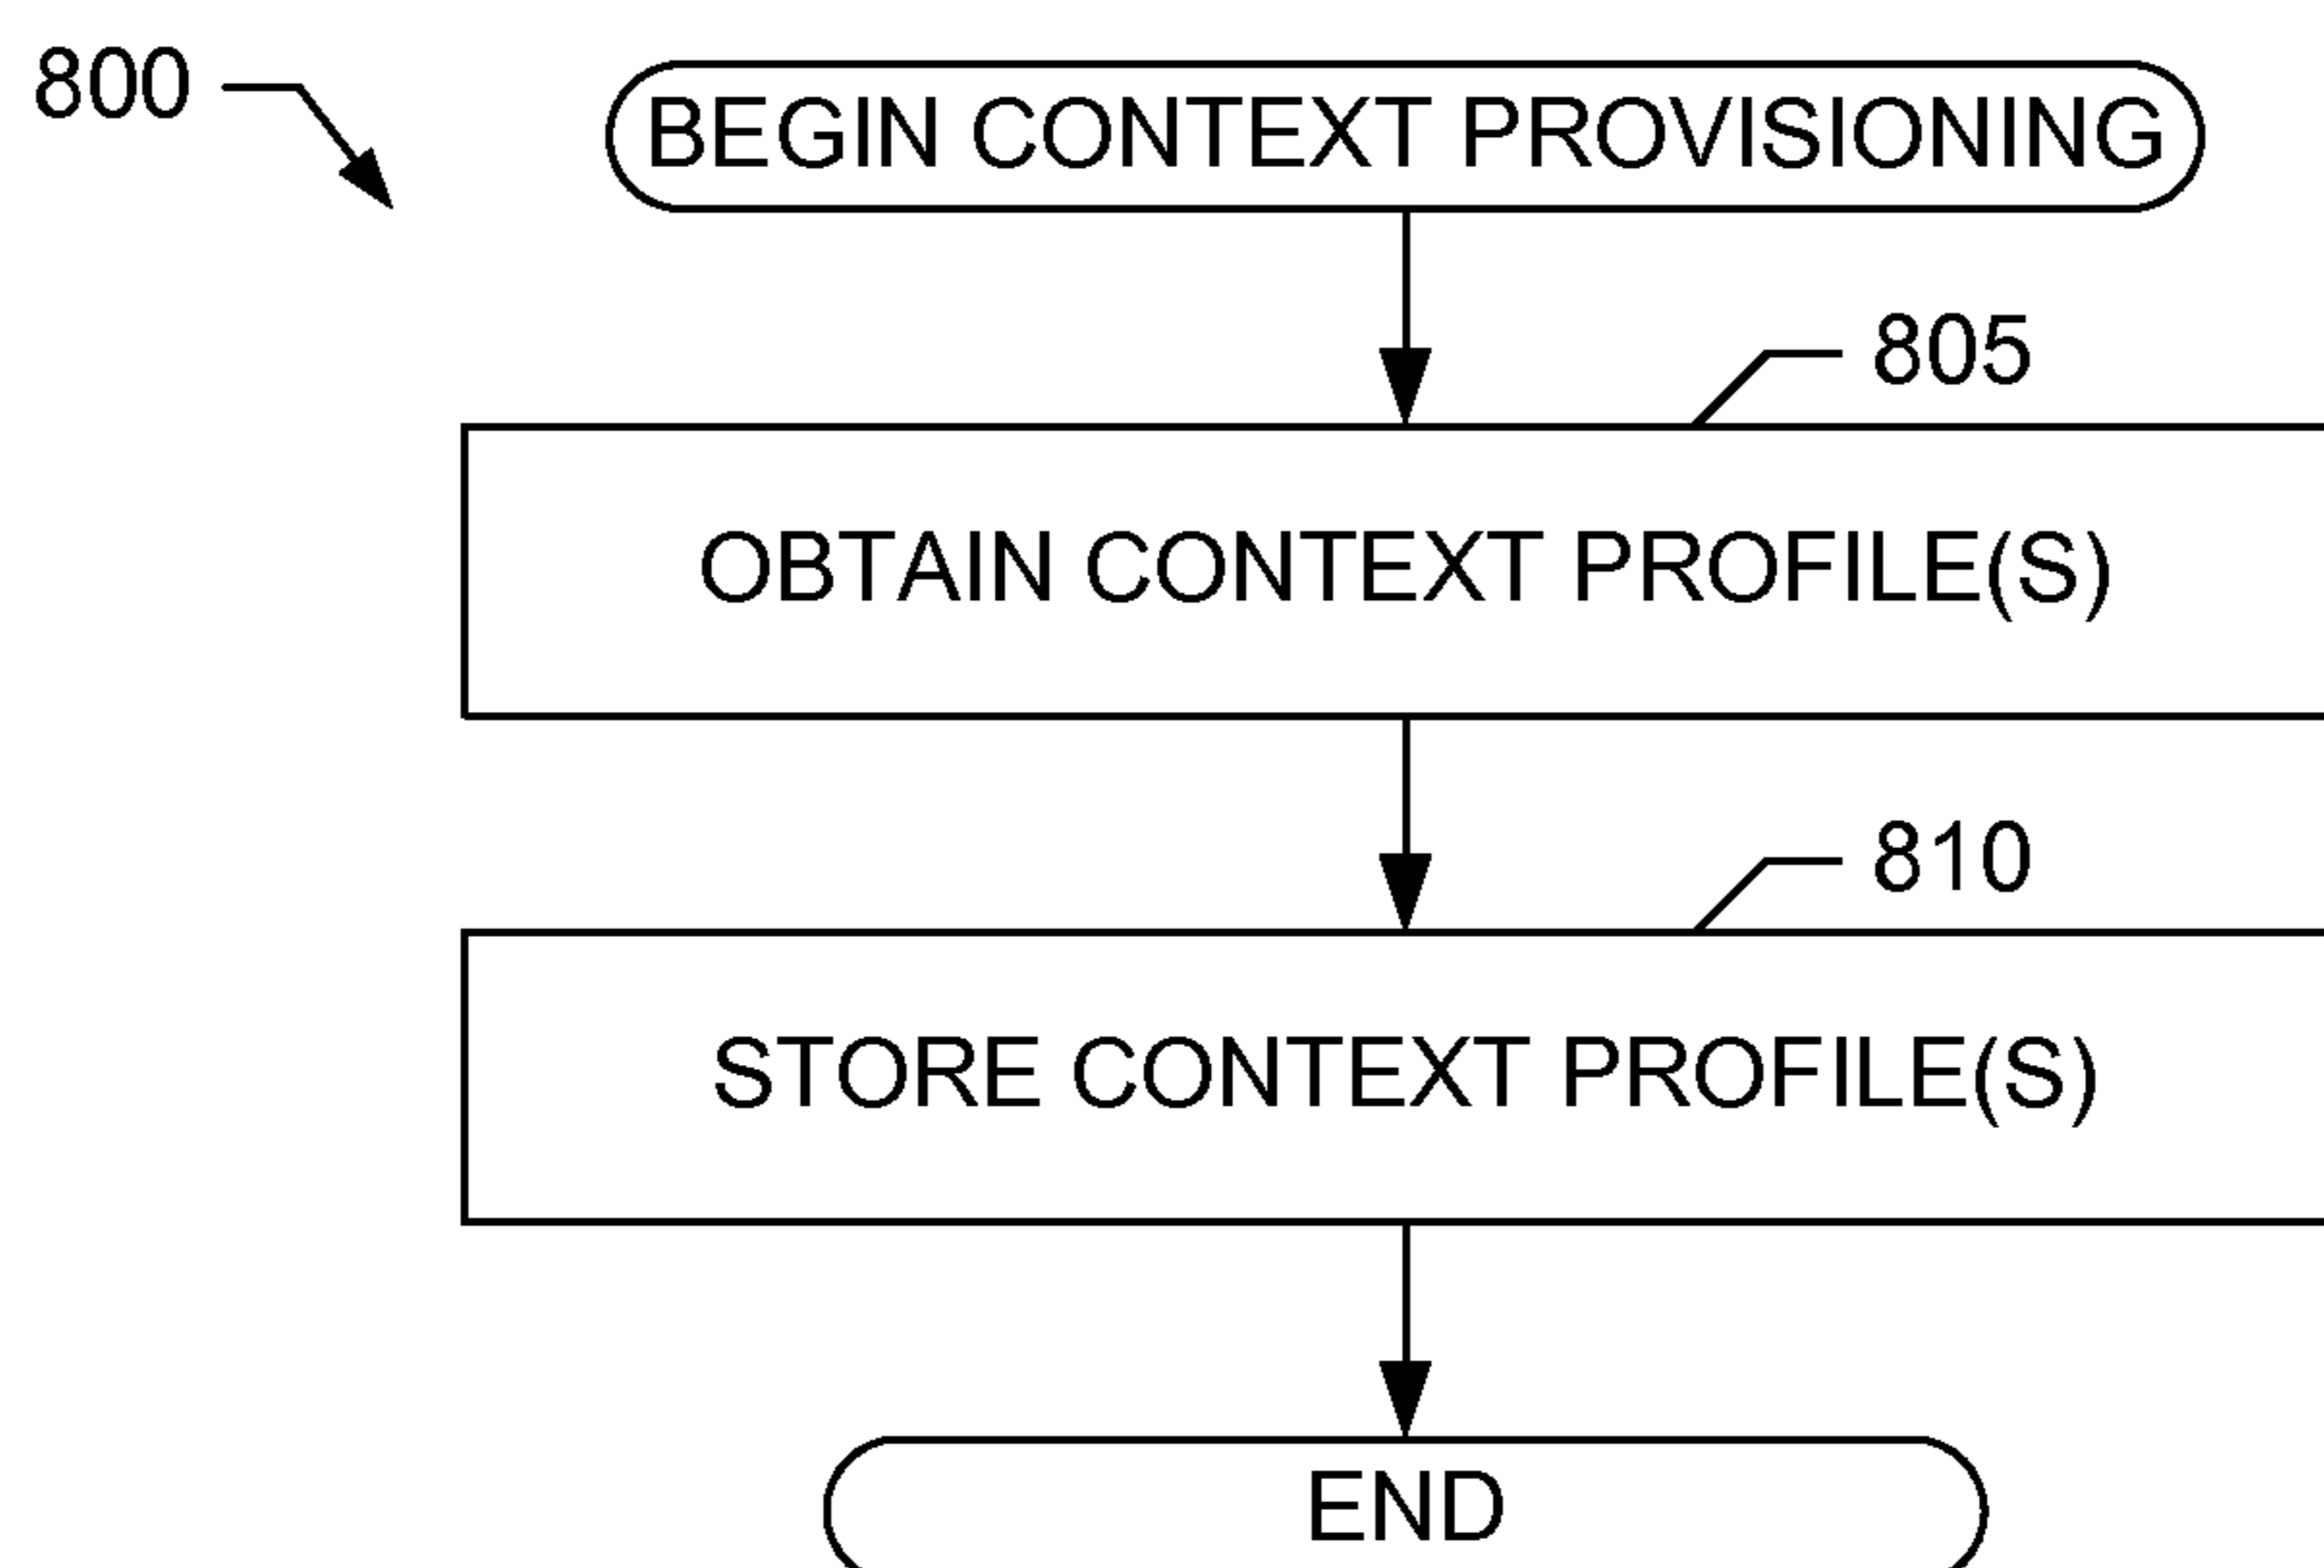 800
BEGIN CONTEXT PROVISIONING
805
OBTAIN CONTEXT PROFILE(S)
810
STORE CONTEXT PROFILE(S)
END